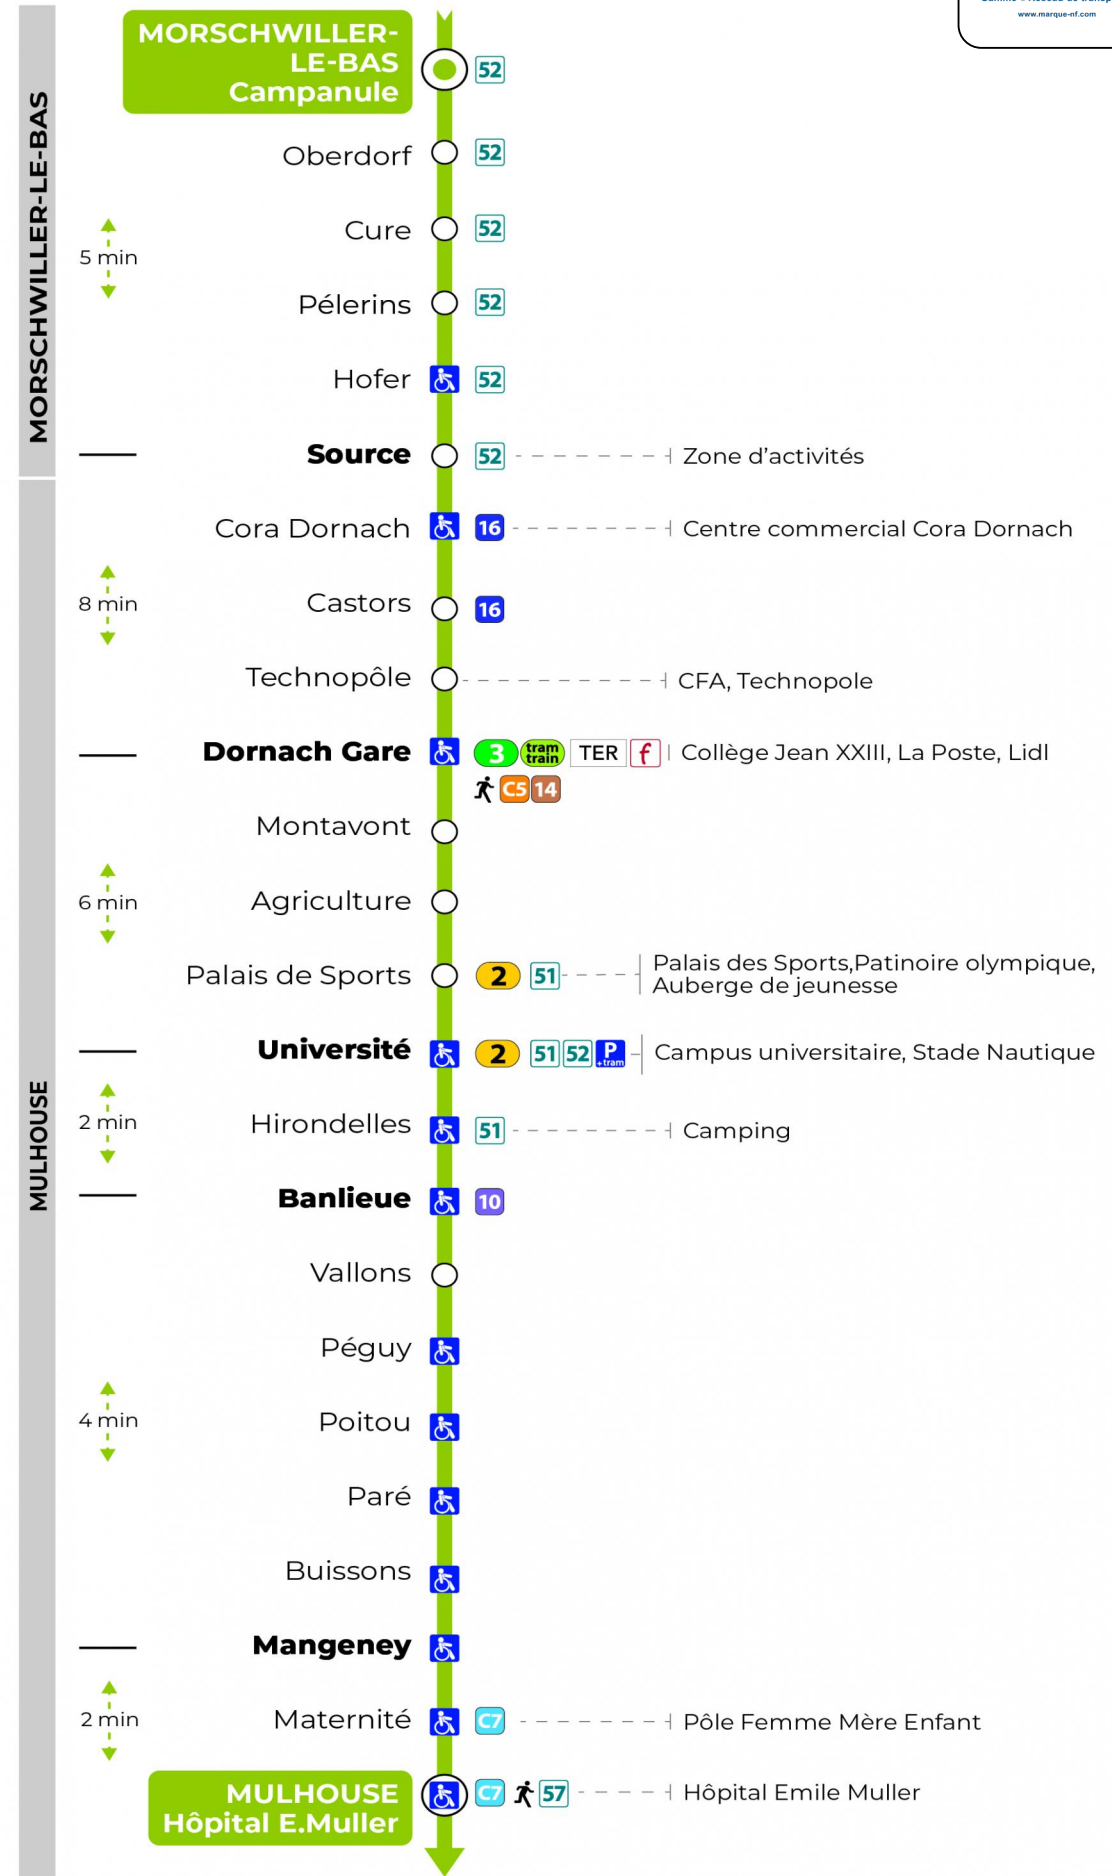 www.marque-nf.com
MORSCHWILLER-
LE-BAS
Campanule
52
MORSCHWILLER-LE-BAS
Oberdorf 52
Cure 52
5 min
Pélerins 52
Hofer 52
Source 52 Zone d’activités
Cora Dornach 16 Centre commercial Cora Dornach
8 min
Castors 16
Technopôle CFA, Technopole
Dornach Gare 3 tram train TER f Collège Jean XXIII, La Poste, Lidl
C5 14
Montavont
6 min
Agriculture
Palais de Sports 2 51 Palais des Sports,Patinoire olympique,
Auberge de jeunesse
Université 2 51 52 P+tram Campus universitaire, Stade Nautique
MULHOUSE
2 min
Hirondelles 51 Camping
Banlieue 10
Vallons
Péguy
4 min
Poitou
Paré
Buissons
Mangeney
2 min
Maternité C7 Pôle Femme Mère Enfant
MULHOUSE
Hôpital E.Muller
C7 57 Hôpital Emile Muller